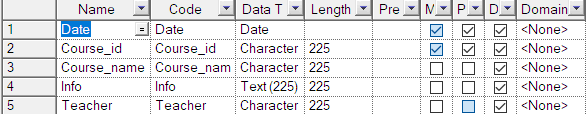 Name Code Data T Length Pre M P D Domain
1 Date = Date Date <None>
2 Course_id Course_id Character 225 <None>
3 Course_name Course_nam Character 225 <None>
4 Info Info Text (225) 225 <None>
5 Teacher Teacher Character 225 <None>